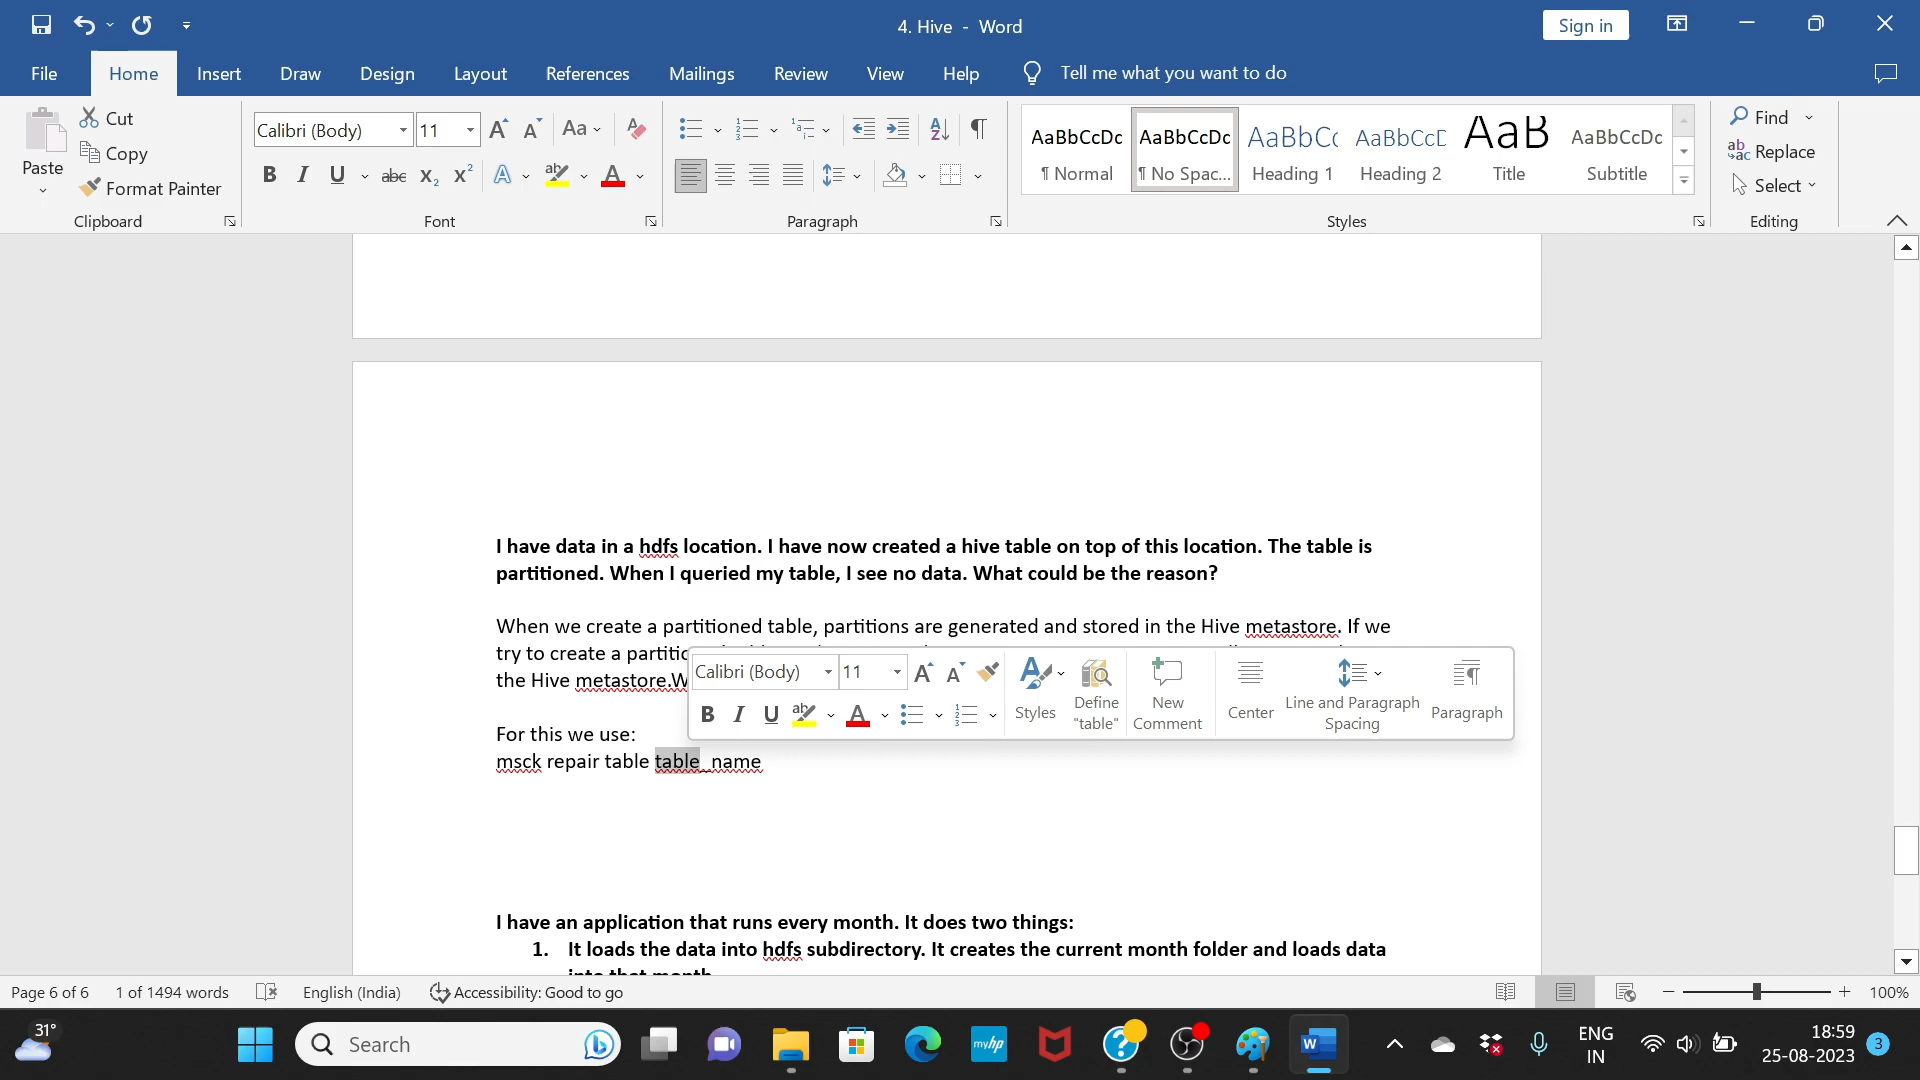 4. Hive - Word
Sign in
File Home Insert Draw Design Layout References Mailings Review View Help Tell me what you want to do
Paste
Cut
Copy
Format Painter
Clipboard
Calibri (Body) 11
Font
Paragraph
AaBbCcDc AaBbCcDc AaBbCc AaBbCcD AaB AaBbCcDc
¶ Normal ¶ No Spac... Heading 1 Heading 2 Title Subtitle
Styles
Find
Replace
Select
Editing
I have data in a hdfs location. I have now created a hive table on top of this location. The table is
partitioned. When I queried my table, I see no data. What could be the reason?
When we create a partitioned table, partitions are generated and stored in the Hive metastore. If we
try to create a partitio
the Hive metastore.W
Calibri (Body) 11
Styles
Define "table"
New Comment
Center
Line and Paragraph Spacing
Paragraph
For this we use:
msck repair table table_name
I have an application that runs every month. It does two things:
1. It loads the data into hdfs subdirectory. It creates the current month folder and loads data
into that month.
Page 6 of 6 1 of 1494 words English (India) Accessibility: Good to go 100%
31°
Search
myhp
ENG
IN
18:59
25-08-2023
3